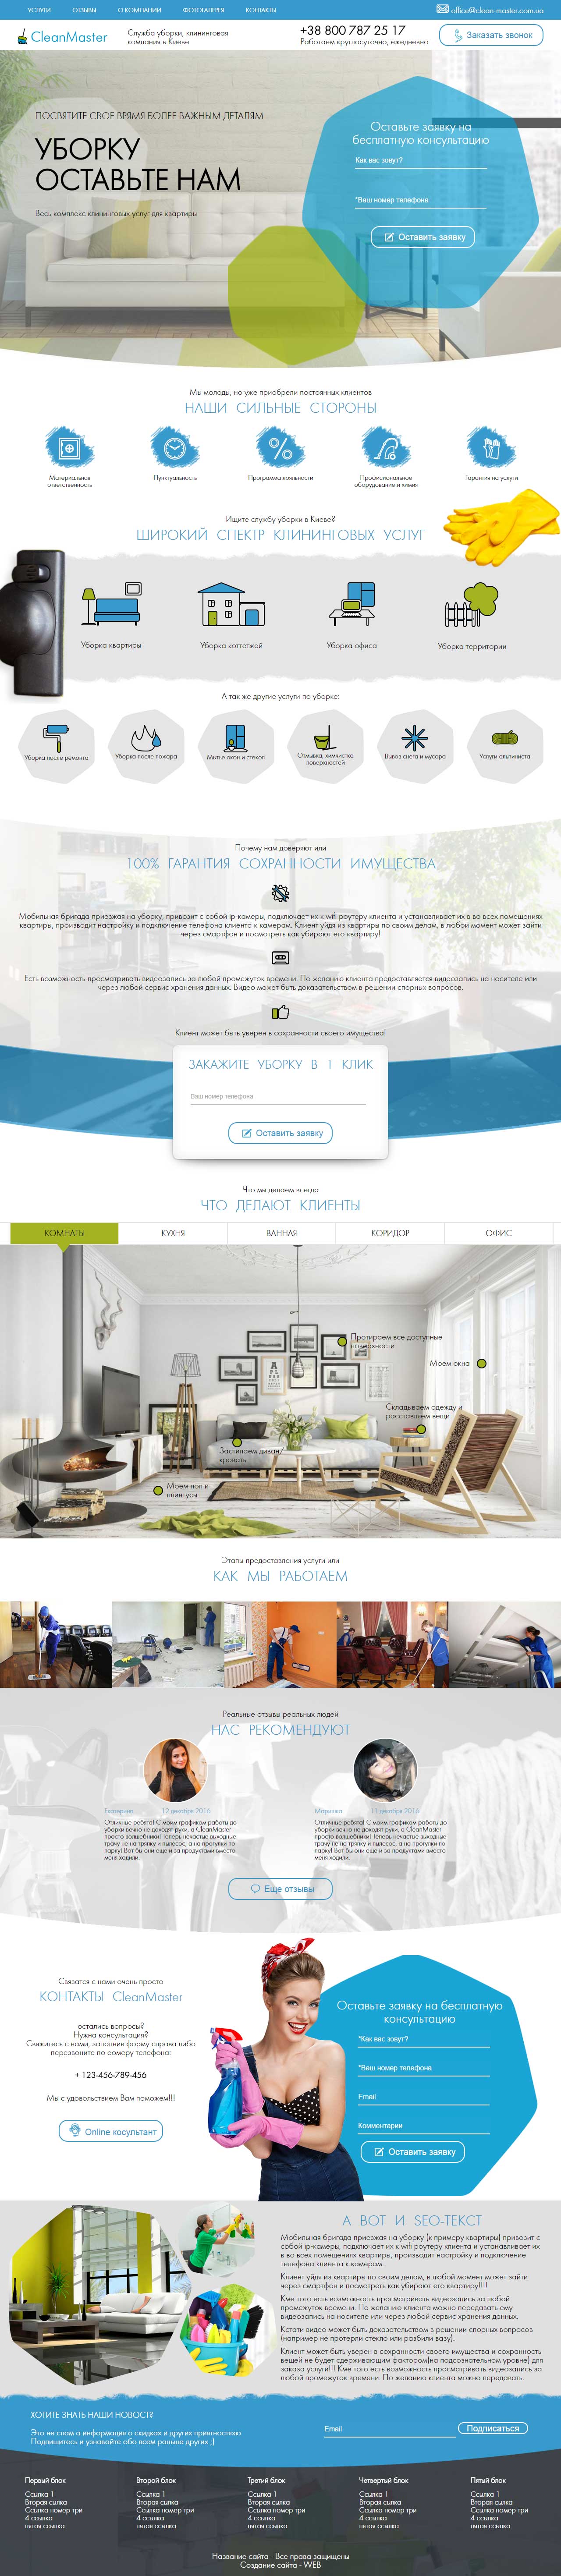 УСЛУГИ ОТЗЫВЫ О КОМПАНИИ ФОТОГАЛЕРЕЯ КОНТАКТЫ office@clean-master.com.ua
CleanMaster
Служба уборки, клининговая
компания в Киеве
+38 800 787 25 17
Работаем круглосуточно, ежедневно
Заказать звонок
ПОСВЯТИТЕ СВОЕ ВРЯМЯ БОЛЕЕ ВАЖНЫМ ДЕТАЛЯМ
УБОРКУ
ОСТАВЬТЕ НАМ
Весь комплекс клининговых услуг для квартиры
Оставьте заявку на
бесплатную консультацию
Как вас зовут?
*Ваш номер телефона
Оставить заявку
Мы молоды, но уже приобрели постоянных клиентов
НАШИ СИЛЬНЫЕ СТОРОНЫ
Материальная
ответственность
Пунктуальность
Программа лояльности
Профисиональное
оборудование и химия
Гарантия на услуги
Ищите службу уборки в Киеве?
ШИРОКИЙ СПЕКТР КЛИНИНГОВЫХ УСЛУГ
Уборка квартиры
Уборка коттетжей
Уборка офиса
Уборка территории
А так же другие услуги по уборке:
Уборка после ремонта
Уборка после пожара
Мытье окон и стекол
Отмывка, химчистка
поверхностей
Вывоз снега и мусора
Услуги альпиниста
Почему нам доверяют или
100% ГАРАНТИЯ СОХРАННОСТИ ИМУЩЕСТВА
Мобильная бригада приезжая на уборку, привозит с собой ip-камеры, подключает их к wifi роутеру клиента и устанавливает их в во всех помещениях
квартиры, производит настройку и подключение телефона клиента к камерам. Клиент уйдя из квартиры по своим делам, в любой момент может зайти
через смартфон и посмотреть как убирают его квартиру!
Есть возможность просматривать видеозапись за любой промежуток времени. По желанию клиента предоставляется видеозапись на носителе или
через любой сервис хранения данных. Видео может быть доказательством в решении спорных вопросов.
Клиент может быть уверен в сохранности своего имущества!
ЗАКАЖИТЕ УБОРКУ В 1 КЛИК
Ваш номер телефона
Оставить заявку
Что мы делаем всегда
ЧТО ДЕЛАЮТ КЛИЕНТЫ
КОМНАТЫ КУХНЯ ВАННАЯ КОРИДОР ОФИС
Протираем все доступные
поверхности
Моем окна
Складываем одежду и
расставляем вещи
Застилаем диван/
кровать
Моем пол и
плинтусы
Этапы предоставления услуги или
КАК МЫ РАБОТАЕМ
Реальные отзывы реальных людей
НАС РЕКОМЕНДУЮТ
Екатерина 12 декабря 2016
Отличные ребята! С моим графиком работы до
уборки вечно не доходят руки, а CleanMaster -
просто волшебники! Теперь нечастые выходные
трачу не на тряпку и пылесос, а на прогулки по
парку! Вот бы они еще и за продуктами вместо
меня ходили.
Маришка 11 декабря 2016
Отличные ребята! С моим графиком работы до
уборки вечно не доходят руки, а CleanMaster -
просто волшебники! Теперь нечастые выходные
трачу не на тряпку и пылесос, а на прогулки по
парку! Вот бы они еще и за продуктами вместо
меня ходили.
Еще отзывы
Связатся с нами очень просто
КОНТАКТЫ CleanMaster
остались вопросы?
Нужна консультация?
Свяжитесь с нами, заполнив форму справа либо
перезвоните по еомеру телефона:
+ 123-456-789-456
Мы с удовольствием Вам поможем!!!
Online косультант
Оставьте заявку на бесплатную
консультацию
*Как вас зовут?
*Ваш номер телефона
Email
Комментарии
Оставить заявку
А ВОТ И SEO-ТЕКСТ
Мобильная бригада приезжая на уборку (к примеру квартиры) привозит с
собой ip-камеры, подключает их к wifi роутеру клиента и устанавливает их
в во всех помещениях квартиры, производит настройку и подключение
телефона клиента к камерам.
Клиент уйдя из квартиры по своим делам, в любой момент может зайти
через смартфон и посмотреть как убирают его квартиру!!!!
Кме того есть возможность просматривать видеозапись за любой
промежуток времени. По желанию клиента можно передавать ему
видеозапись на носителе или через любой сервис хранения данных.
Кстати видео может быть доказательством в решении спорных вопросов
(например не протерли стекло или разбили вазу).
Клиент может быть уверен в сохранности своего имущества и сохранность
вещей не будет сдерживающим фактором(на подсознательном уровне) для
заказа услуги!!! Кме того есть возможность просматривать видеозапись за
любой промежуток времени. По желанию клиента можно передавать.
ХОТИТЕ ЗНАТЬ НАШИ НОВОСТ?
Это не спам а информация о скидках и других приятностяхю
Подпишитесь и узнавайте обо всем раньше других ;)
Email
Подписаться
Первый блок Второй блок Третий блок Четвертый блок Пятый блок
Ссылка 1 Ссылка 1 Ссылка 1 Ссылка 1 Ссылка 1
Вторая сылка Вторая сылка Вторая сылка Вторая сылка Вторая сылка
Ссылка номер три Ссылка номер три Ссылка номер три Ссылка номер три Ссылка номер три
4 ссылка 4 ссылка 4 ссылка 4 ссылка 4 ссылка
пятая ссылка пятая ссылка пятая ссылка пятая ссылка пятая ссылка
Название сайта - Все права защищены
Создание сайта - WEB